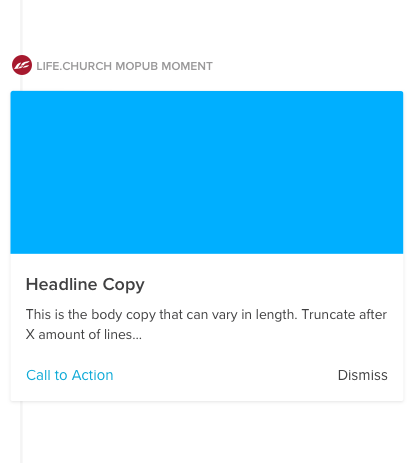 LIFE.CHURCH MOPUB MOMENT
Headline Copy
This is the body copy that can vary in length. Truncate after
X amount of lines...
Call to Action
Dismiss